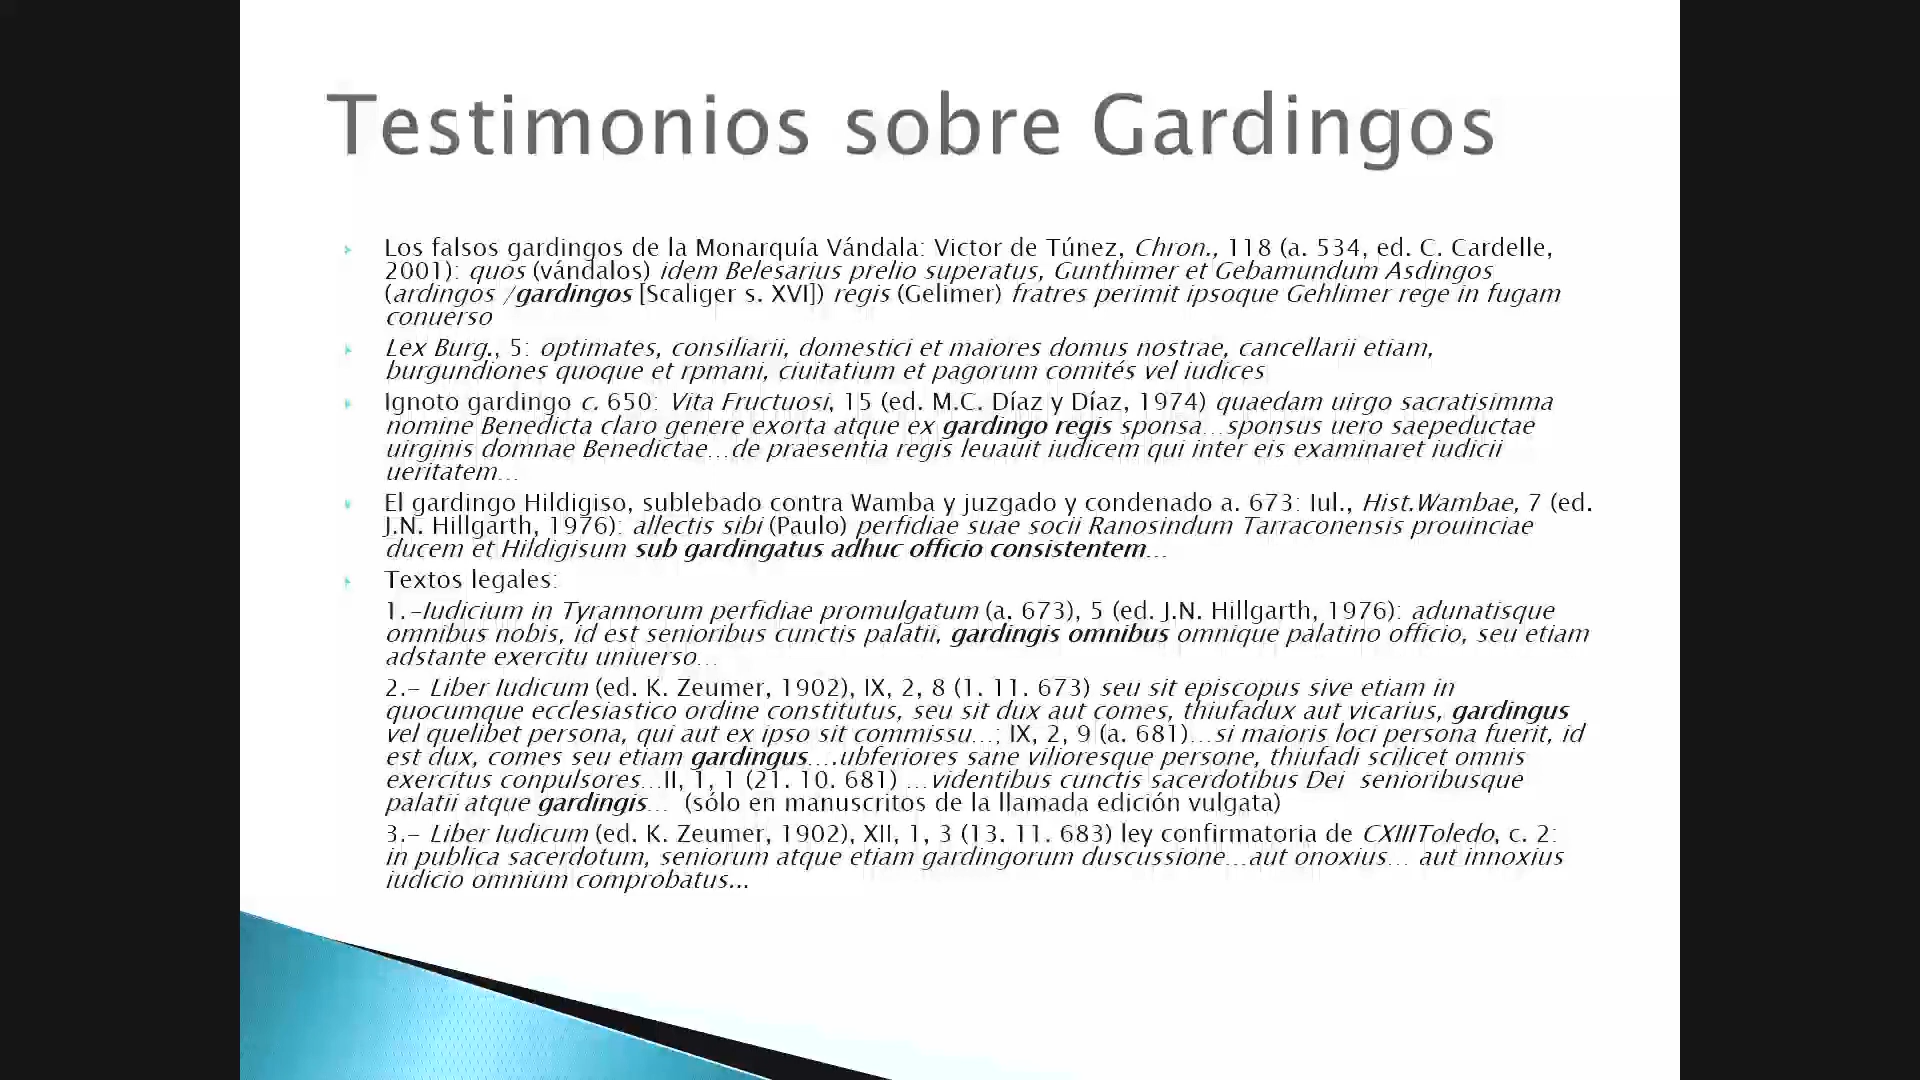 Testimonios sobre Gardingos
Los falsos gardingos de la Monarquía Vándala: Victor de Túnez, Chron., 118 (a. 534, ed. C. Cardelle,
2001): quos (vándalos) idem Belesarius prelio superatus, Gunthimer et Gebamundum Asdingos
(ardingos /gardingos [Scaliger s. XVI]) regis (Gelimer) fratres perimit ipsoque Gehlimer rege in fugam
conuerso
Lex Burg., 5: optimates, consiliarii, domestici et maiores domus nostrae, cancellarii etiam,
burgundiones quoque et rpmani, ciuitatium et pagorum comités vel iudices
Ignoto gardingo c. 650: Vita Fructuosi, 15 (ed. M.C. Díaz y Díaz, 1974) quaedam uirgo sacratisimma
nomine Benedicta claro genere exorta atque ex gardingo regis sponsa...sponsus uero saepeductae
uirginis domnae Benedictae...de praesentia regis leuauit iudicem qui inter eis examinaret iudicii
ueritatem...
El gardingo Hildigiso, sublebado contra Wamba y juzgado y condenado a. 673: Iul., Hist.Wambae, 7 (ed.
J.N. Hillgarth, 1976): allectis sibi (Paulo) perfidiae suae socii Ranosindum Tarraconensis prouinciae
ducem et Hildigisum sub gardingatus adhuc officio consistentem...
Textos legales:
1.-Iudicium in Tyrannorum perfidiae promulgatum (a. 673), 5 (ed. J.N. Hillgarth, 1976): adunatisque
omnibus nobis, id est senioribus cunctis palatii, gardingis omnibus omnique palatino officio, seu etiam
adstante exercitu uniuerso...
2.- Liber Iudicum (ed. K. Zeumer, 1902), IX, 2, 8 (1. 11. 673) seu sit episcopus sive etiam in
quocumque ecclesiastico ordine constitutus, seu sit dux aut comes, thiufadux aut vicarius, gardingus
vel quelibet persona, qui aut ex ipso sit commissu...; IX, 2, 9 (a. 681)...si maioris loci persona fuerit, id
est dux, comes seu etiam gardingus....ubferiores sane vilioresque persone, thiufadi scilicet omnis
exercitus conpulsores...II, 1, 1 (21. 10. 681) ...videntibus cunctis sacerdotibus Dei senioribusque
palatii atque gardingis... (sólo en manuscritos de la llamada edición vulgata)
3.- Liber Iudicum (ed. K. Zeumer, 1902), XII, 1, 3 (13. 11. 683) ley confirmatoria de CXIIIToledo, c. 2:
in publica sacerdotum, seniorum atque etiam gardingorum duscussione...aut onoxius... aut innoxius
iudicio omnium comprobatus...